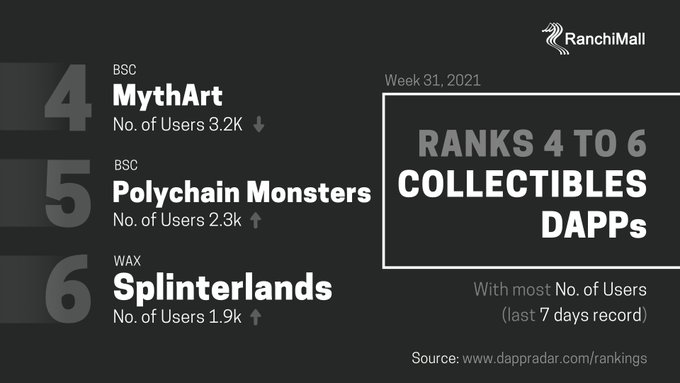 RanchiMall
4
BSC
MythArt
No. of Users 3.2K
5
BSC
Polychain Monsters
No. of Users 2.3k
6
WAX
Splinterlands
No. of Users 1.9k
Week 31, 2021
RANKS 4 TO 6
COLLECTIBLES
DAPPs
With most No. of Users
(last 7 days record)
Source: www.dappradar.com/rankings